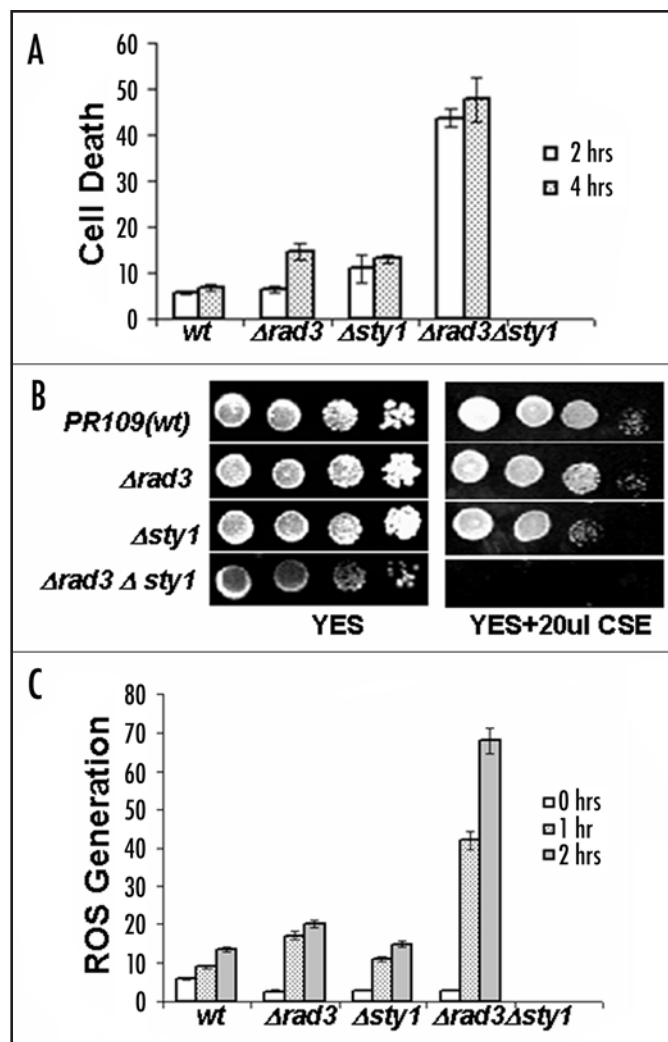 A
60
50
40
30
20
10
0
Cell Death
2 hrs
4 hrs
wt Δrad3 Δsty1 Δrad3Δsty1
B
PR109(wt)
Δrad3
Δsty1
Δrad3 Δ sty1
YES YES+20ul CSE
C
80
70
60
50
40
30
20
10
0
ROS Generation
0 hrs
1 hr
2 hrs
wt Δrad3 Δsty1 Δrad3Δsty1